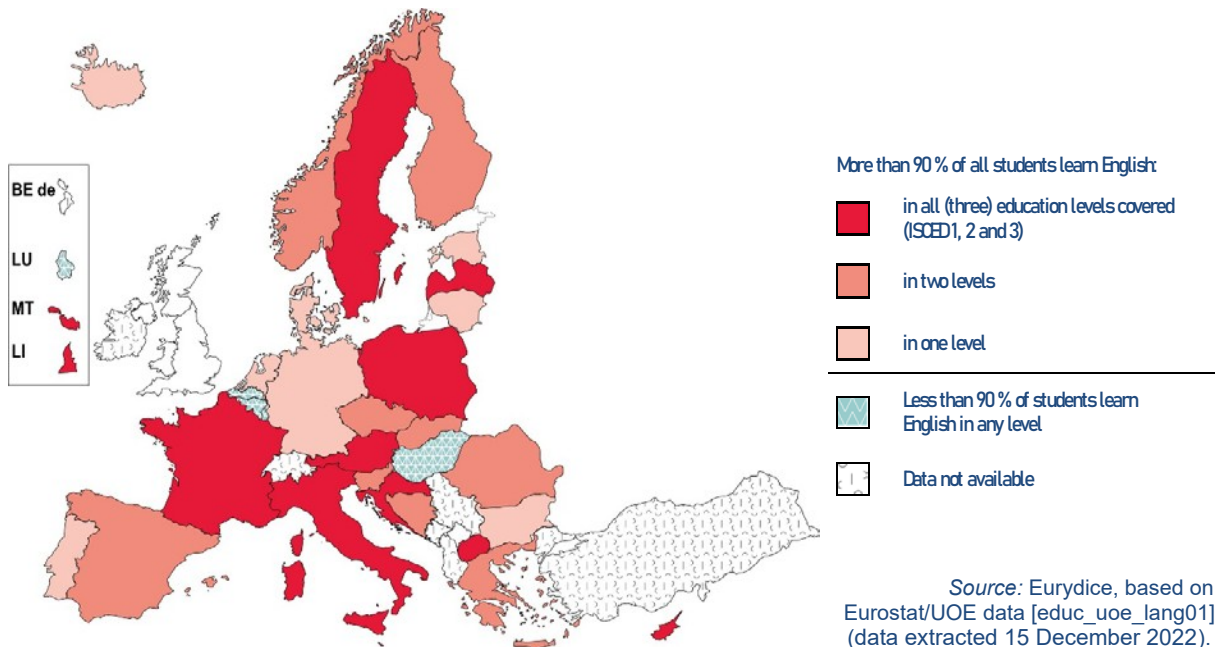 BE de
LU
MT
LI
More than 90 % of all students learn English:
in all (three) education levels covered
(ISCED 1, 2 and 3)
in two levels
in one level
Less than 90 % of students learn
English in any level
Data not available
Source: Eurydice, based on
Eurostat/UOE data [educ_uoe_lang01]
(data extracted 15 December 2022).